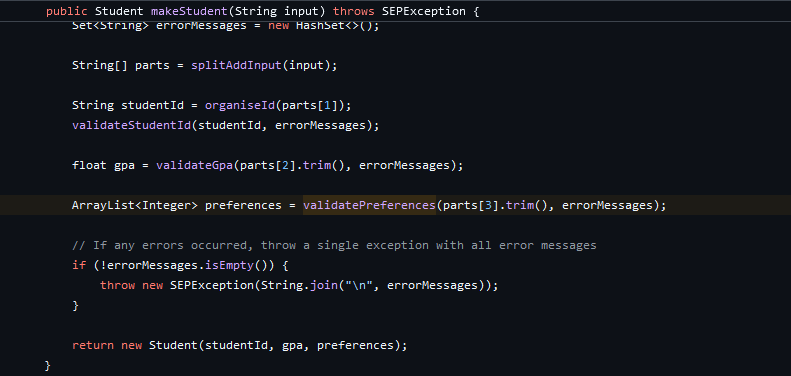 public Student makeStudent(String input) throws SEPException {
Set<String> errorMessages = new HashSet<>();
String[] parts = splitAddInput(input);
String studentId = organiseId(parts[1]);
validateStudentId(studentId, errorMessages);
float gpa = validateGpa(parts[2].trim(), errorMessages);
ArrayList<Integer> preferences = validatePreferences(parts[3].trim(), errorMessages);
// If any errors occurred, throw a single exception with all error messages
if (!errorMessages.isEmpty()) {
throw new SEPException(String.join("\n", errorMessages));
}
return new Student(studentId, gpa, preferences);
}